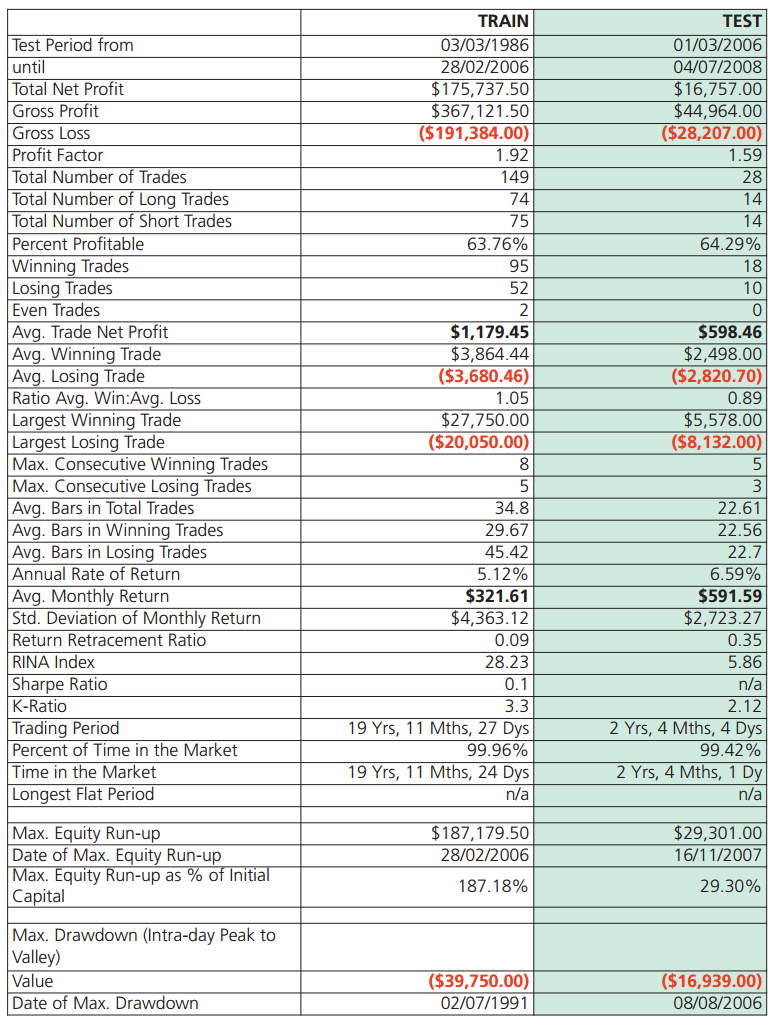 TRAIN TEST
Test Period from 03/03/1986 01/03/2006
until 28/02/2006 04/07/2008
Total Net Profit $175,737.50 $16,757.00
Gross Profit $367,121.50 $44,964.00
Gross Loss ($191,384.00) ($28,207.00)
Profit Factor 1.92 1.59
Total Number of Trades 149 28
Total Number of Long Trades 74 14
Total Number of Short Trades 75 14
Percent Profitable 63.76% 64.29%
Winning Trades 95 18
Losing Trades 52 10
Even Trades 2 0
Avg. Trade Net Profit $1,179.45 $598.46
Avg. Winning Trade $3,864.44 $2,498.00
Avg. Losing Trade ($3,680.46) ($2,820.70)
Ratio Avg. Win:Avg. Loss 1.05 0.89
Largest Winning Trade $27,750.00 $5,578.00
Largest Losing Trade ($20,050.00) ($8,132.00)
Max. Consecutive Winning Trades 8 5
Max. Consecutive Losing Trades 5 3
Avg. Bars in Total Trades 34.8 22.61
Avg. Bars in Winning Trades 29.67 22.56
Avg. Bars in Losing Trades 45.42 22.7
Annual Rate of Return 5.12% 6.59%
Avg. Monthly Return $321.61 $591.59
Std. Deviation of Monthly Return $4,363.12 $2,723.27
Return Retracement Ratio 0.09 0.35
RINA Index 28.23 5.86
Sharpe Ratio 0.1 n/a
K-Ratio 3.3 2.12
Trading Period 19 Yrs, 11 Mths, 27 Dys 2 Yrs, 4 Mths, 4 Dys
Percent of Time in the Market 99.96% 99.42%
Time in the Market 19 Yrs, 11 Mths, 24 Dys 2 Yrs, 4 Mths, 1 Dy
Longest Flat Period n/a n/a
Max. Equity Run-up $187,179.50 $29,301.00
Date of Max. Equity Run-up 28/02/2006 16/11/2007
Max. Equity Run-up as % of Initial
Capital 187.18% 29.30%
Max. Drawdown (Intra-day Peak to
Valley)
Value ($39,750.00) ($16,939.00)
Date of Max. Drawdown 02/07/1991 08/08/2006